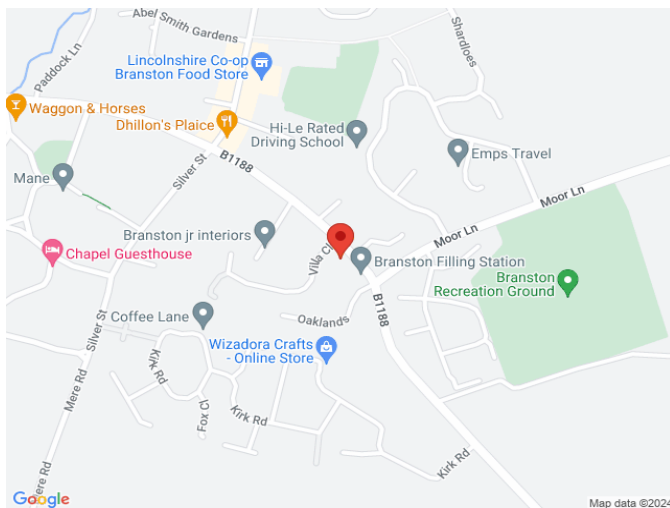 Abel Smith Gardens
Shardloes
Paddock Ln
Lincolnshire Co-op
Branston Food Store
Waggon & Horses
Dhillon's Plaice
Hi-Le Rated
Driving School
Emps Travel
B1188
Silver St
Mane
Moor Ln
Branston jr interiors
Moor Ln
Chapel Guesthouse
Villa Cl
Branston Filling Station
Branston
Recreation Ground
B1188
Coffee Lane
Oaklands
Silver St
Wizadora Crafts
- Online Store
Kirk Rd
Mere Rd
Fox Cl
Kirk Rd
Kirk Rd
Mere Rd
Google
Map data ©2024